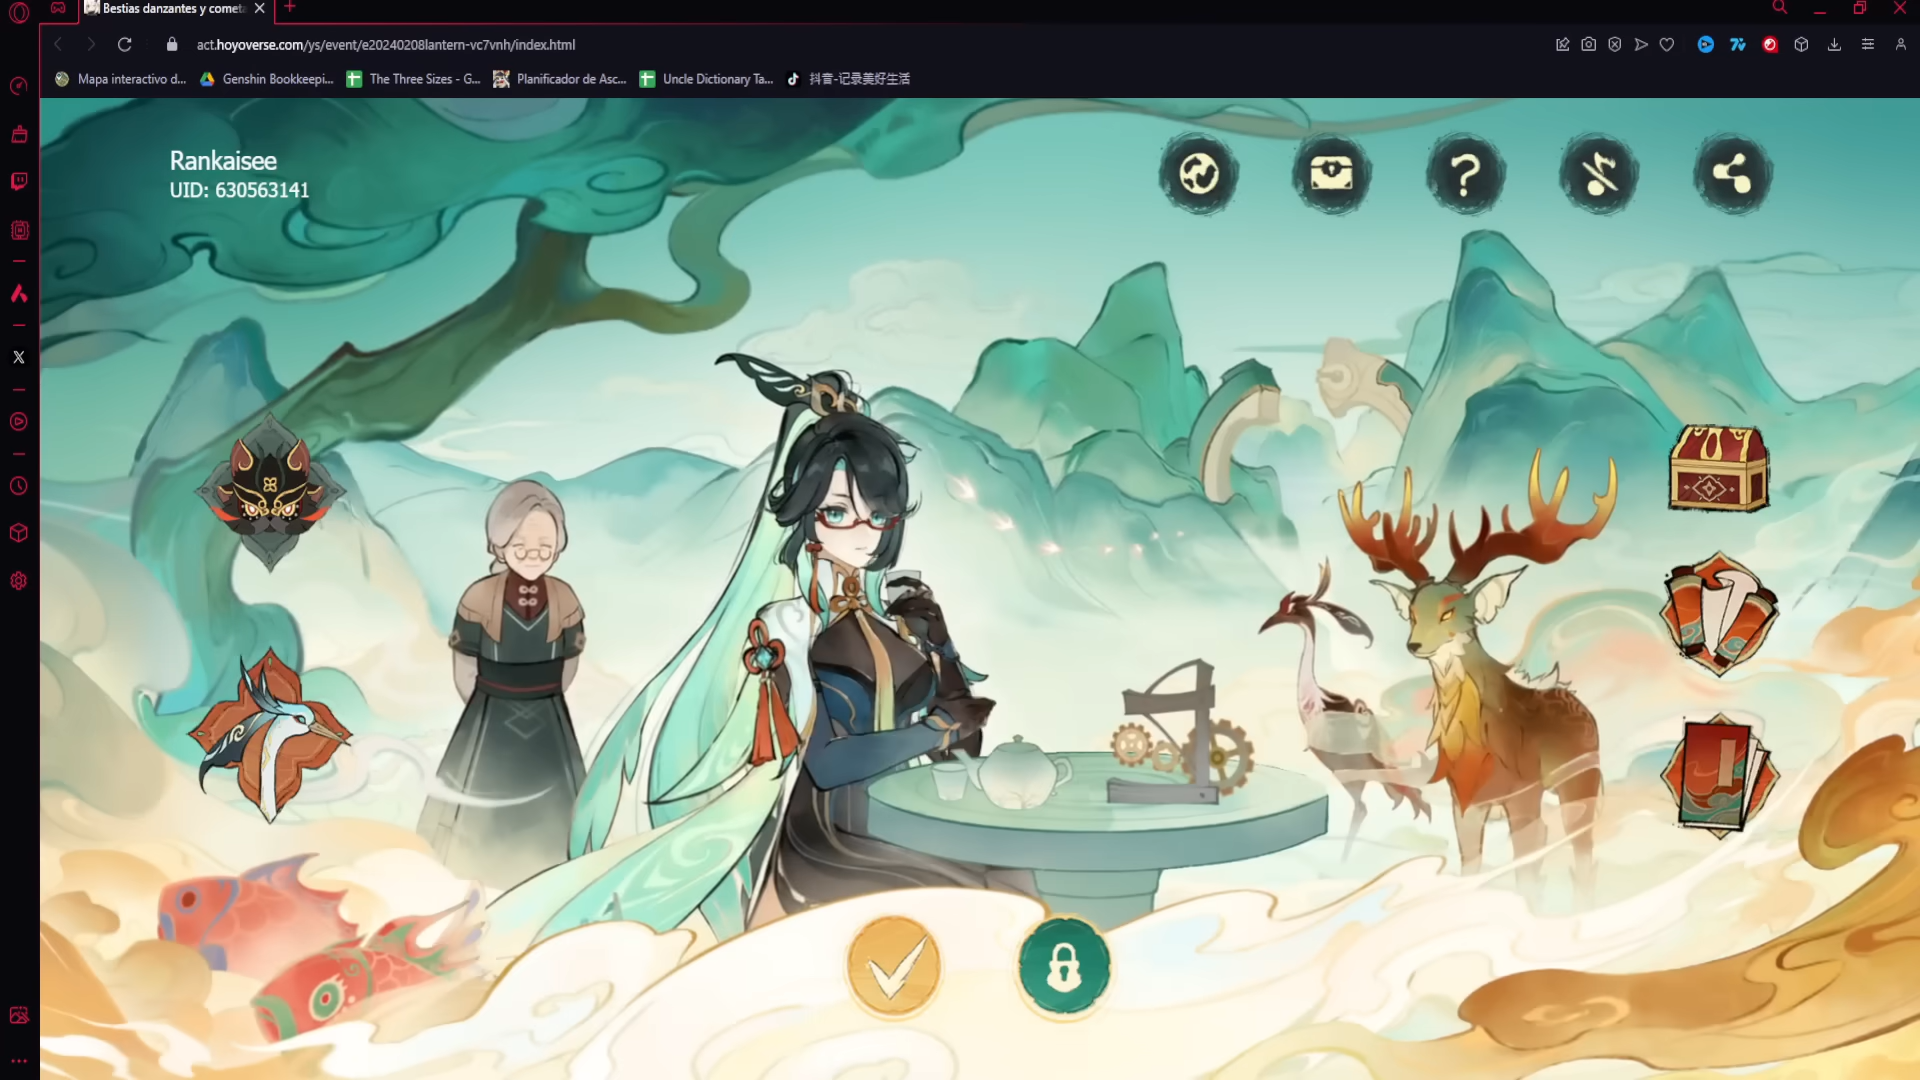 Bestias danzantes y cometa
act.hoyoverse.com/ys/event/e20240208lantern-vc7vnh/index.html
Mapa interactivo d...
Genshin Bookkeepi...
The Three Sizes - G...
Planificador de Asc...
Uncle Dictionary Ta...
抖音-记录美好生活
Rankaisee
UID: 630563141